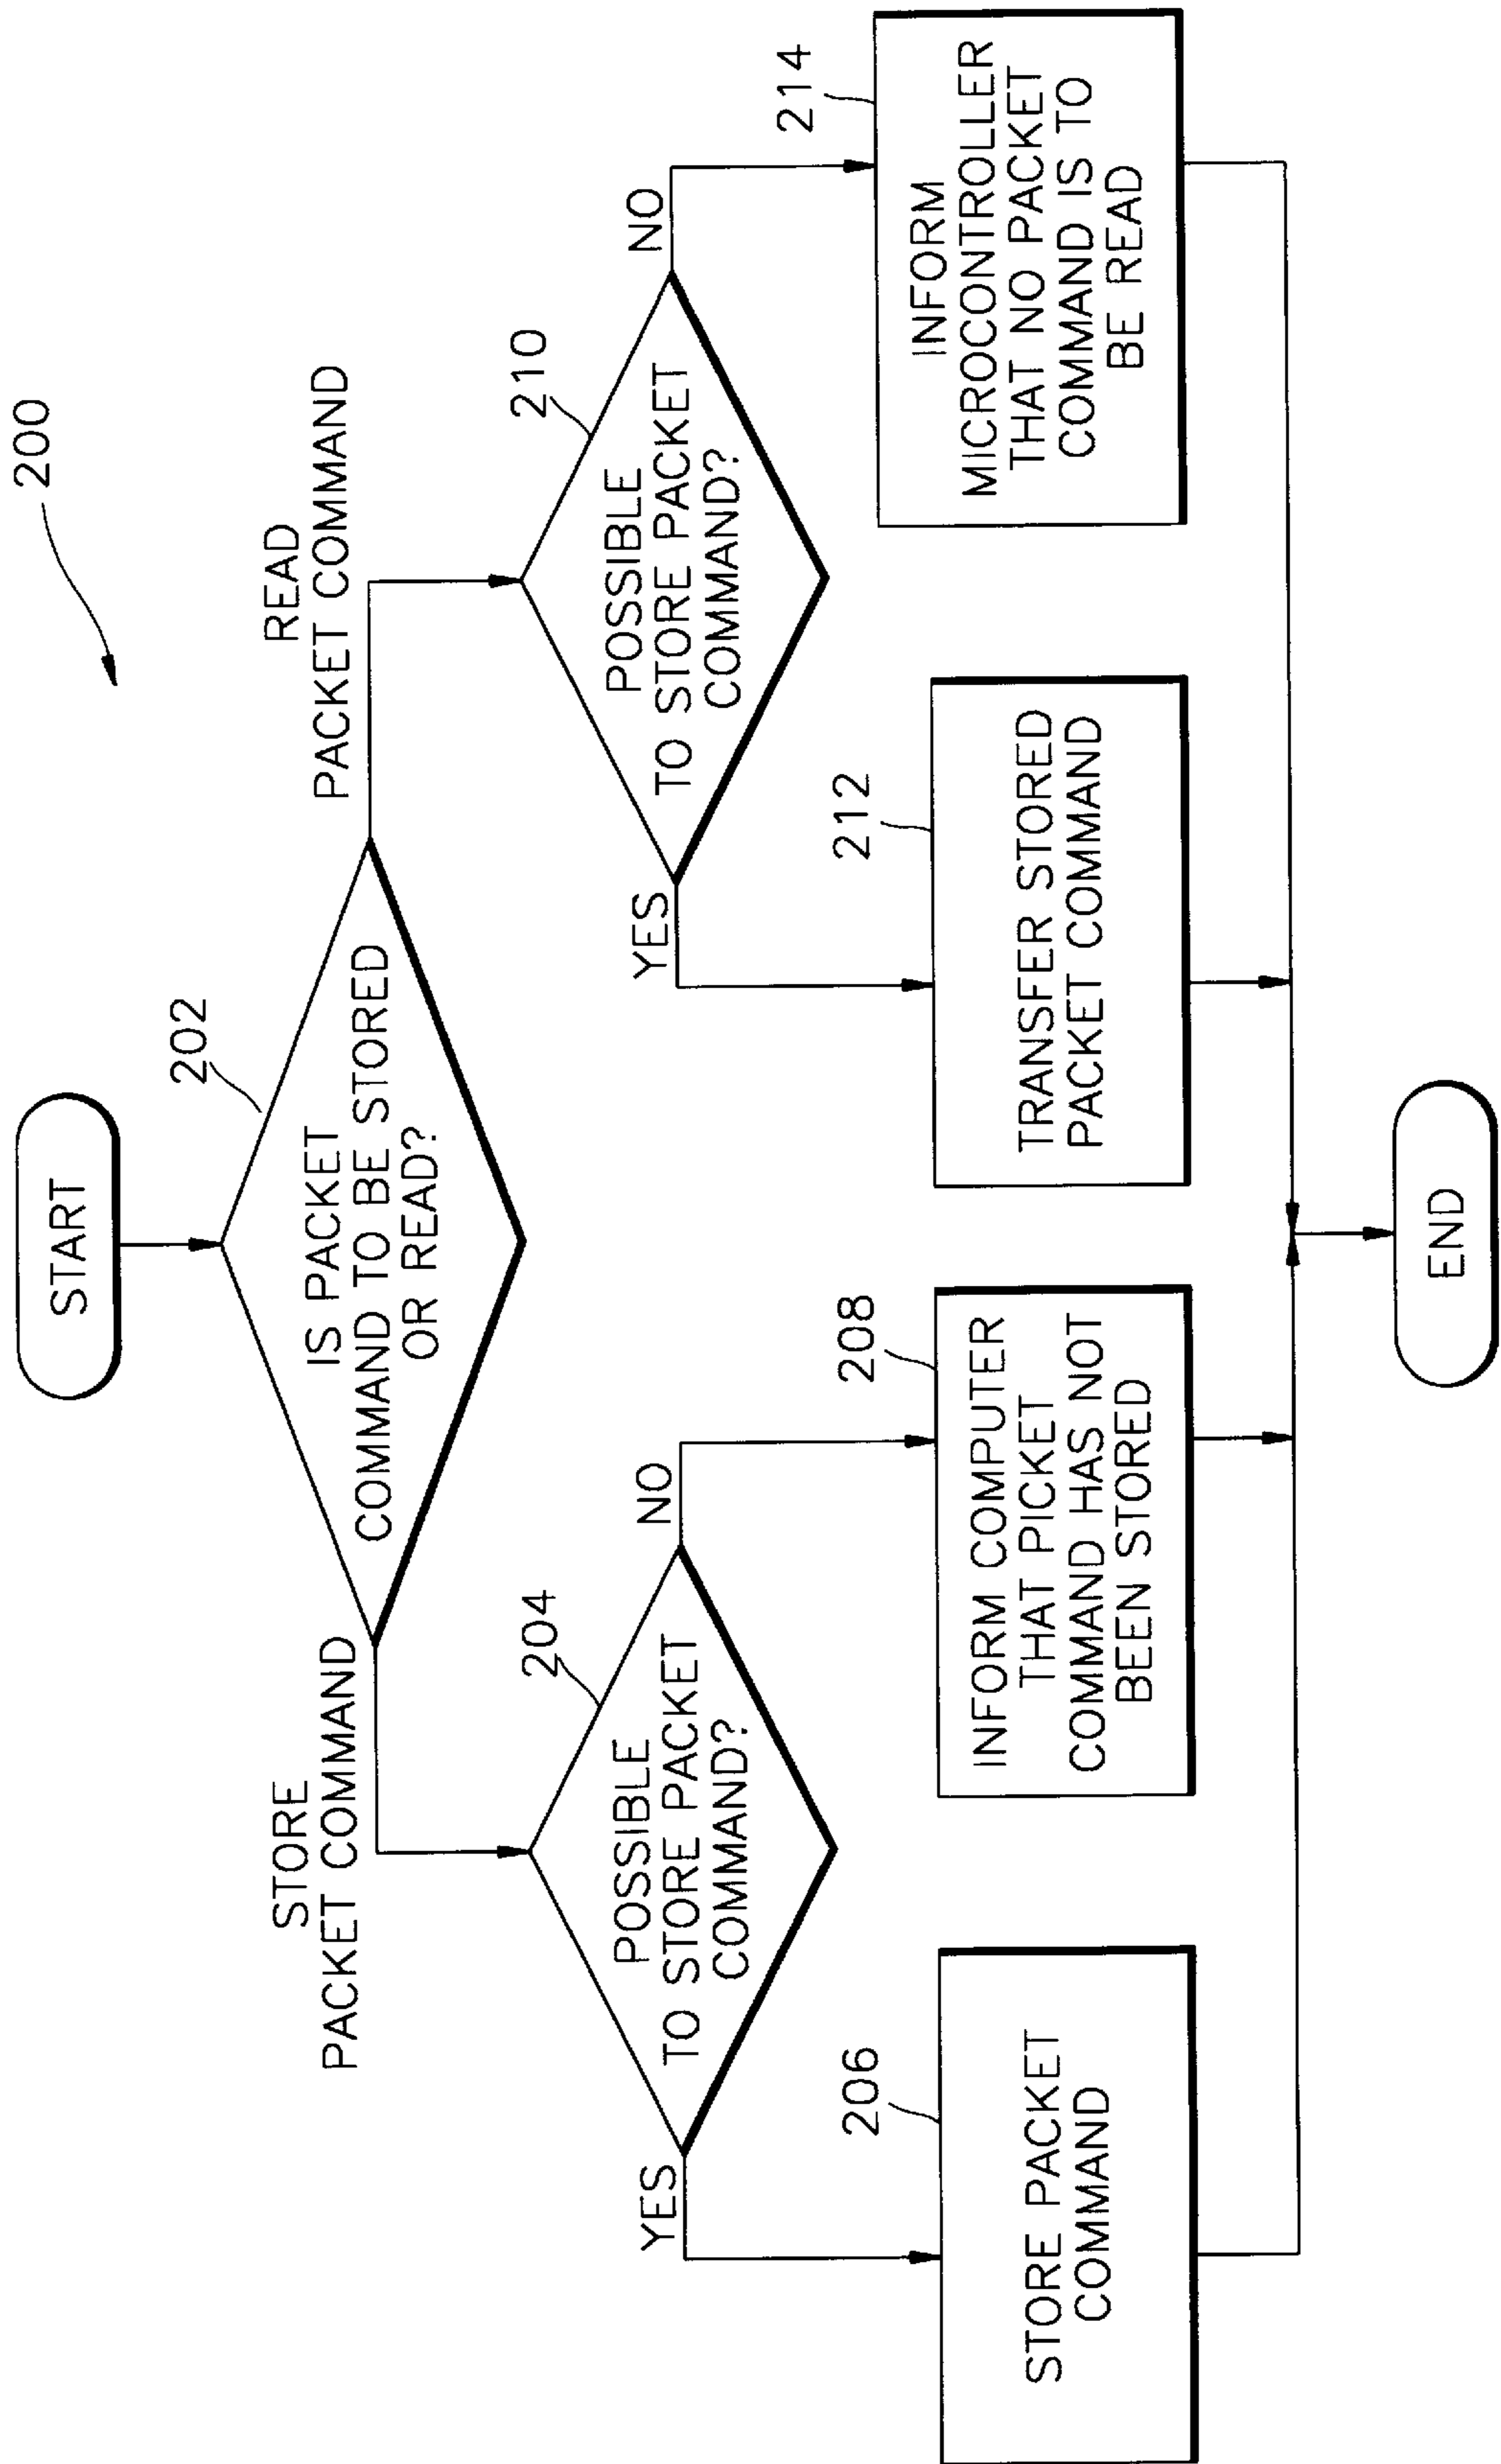 200
START
202
IS PACKET
COMMAND TO BE STORED
OR READ?
STORE
PACKET COMMAND
READ
PACKET COMMAND
204
POSSIBLE
TO STORE PACKET
COMMAND?
YES
NO
210
POSSIBLE
TO STORE PACKET
COMMAND?
YES
NO
206
STORE PACKET
COMMAND
208
INFORM COMPUTER
THAT PICKET
COMMAND HAS NOT
BEEN STORED
212
TRANSFER STORED
PACKET COMMAND
214
INFORM
MICROCONTROLLER
THAT NO PACKET
COMMAND IS TO
BE READ
END